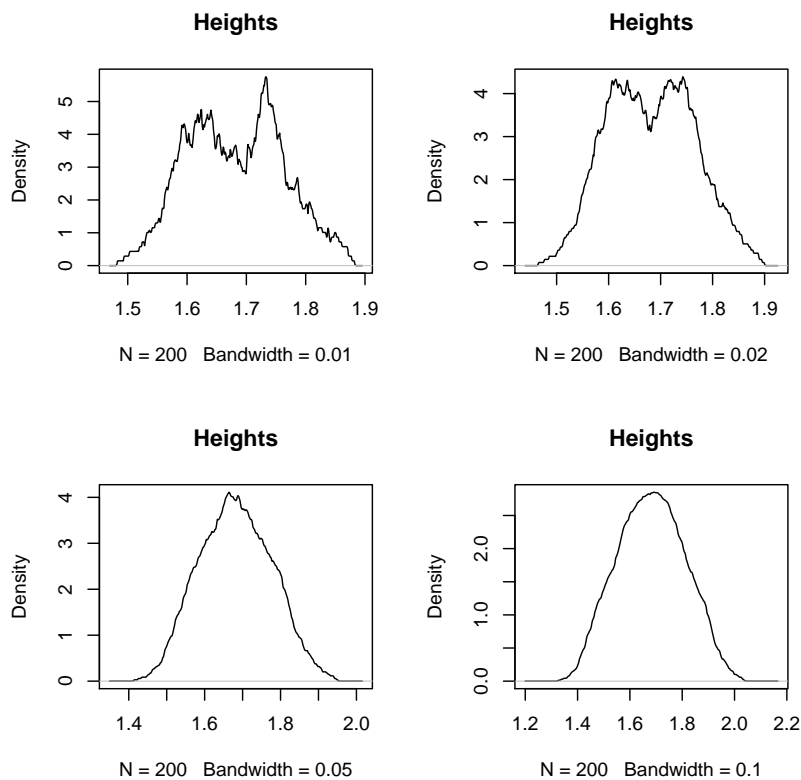 Heights
Density
0 1 2 3 4 5
1.5 1.6 1.7 1.8 1.9
N = 200 Bandwidth = 0.01
Heights
Density
0 1 2 3 4
1.5 1.6 1.7 1.8 1.9
N = 200 Bandwidth = 0.02
Heights
Density
0 1 2 3 4
1.4 1.6 1.8 2.0
N = 200 Bandwidth = 0.05
Heights
Density
0.0 1.0 2.0
1.2 1.4 1.6 1.8 2.0 2.2
N = 200 Bandwidth = 0.1